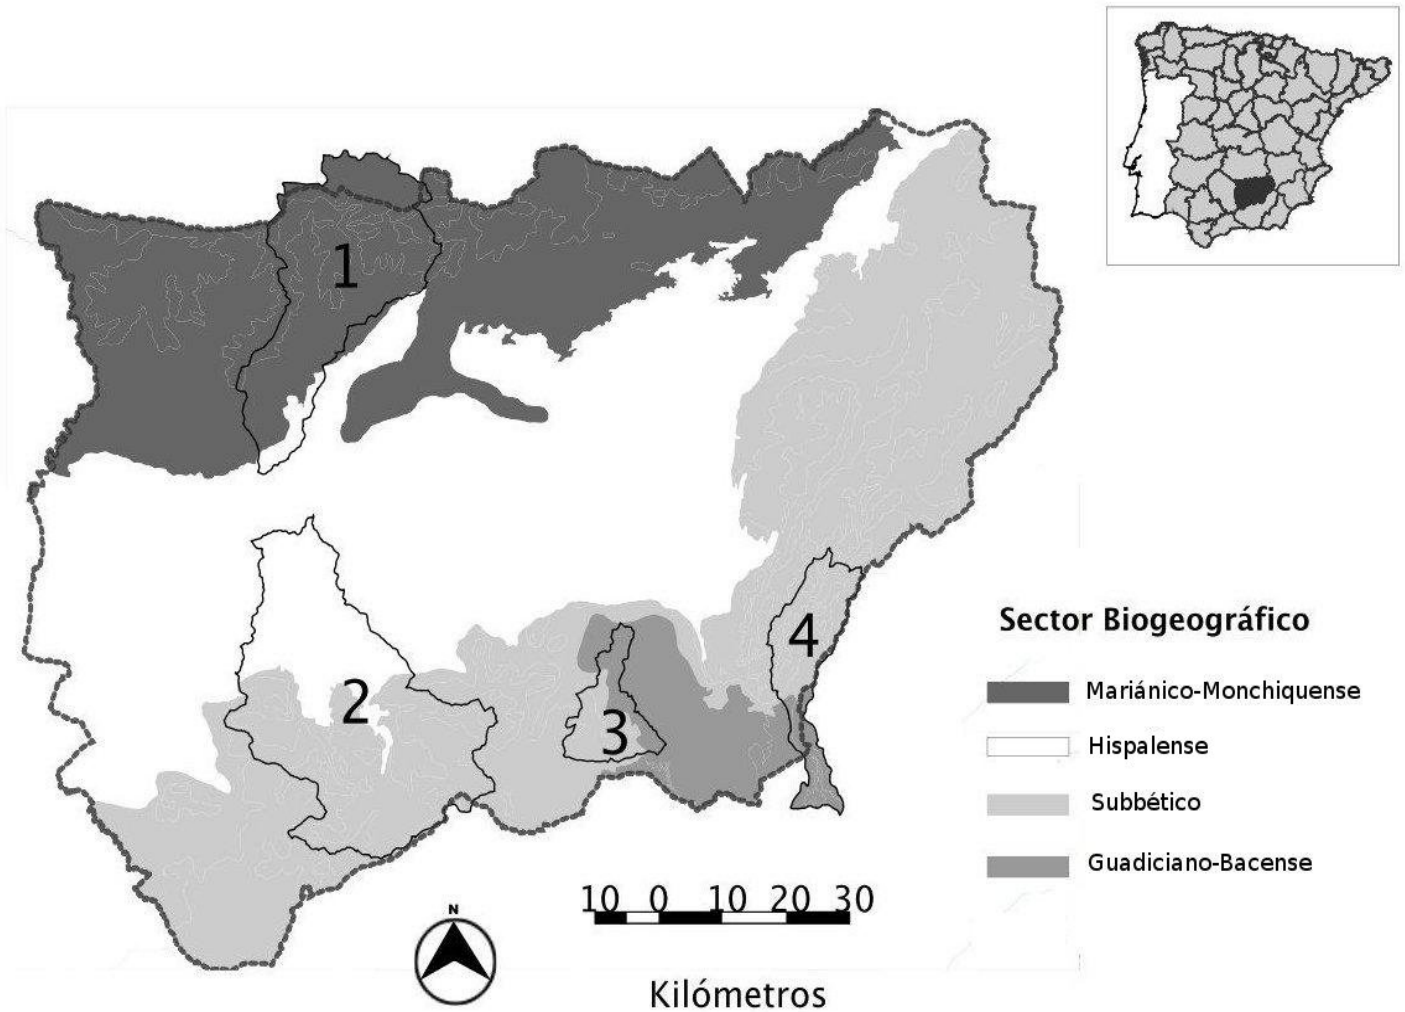 1
2
3
4
Sector Biogeográfico
Mariánico-Monchiquense
Hispalense
Subbético
Guadiciano-Bacense
10 0 10 20 30
N
Kilómetros